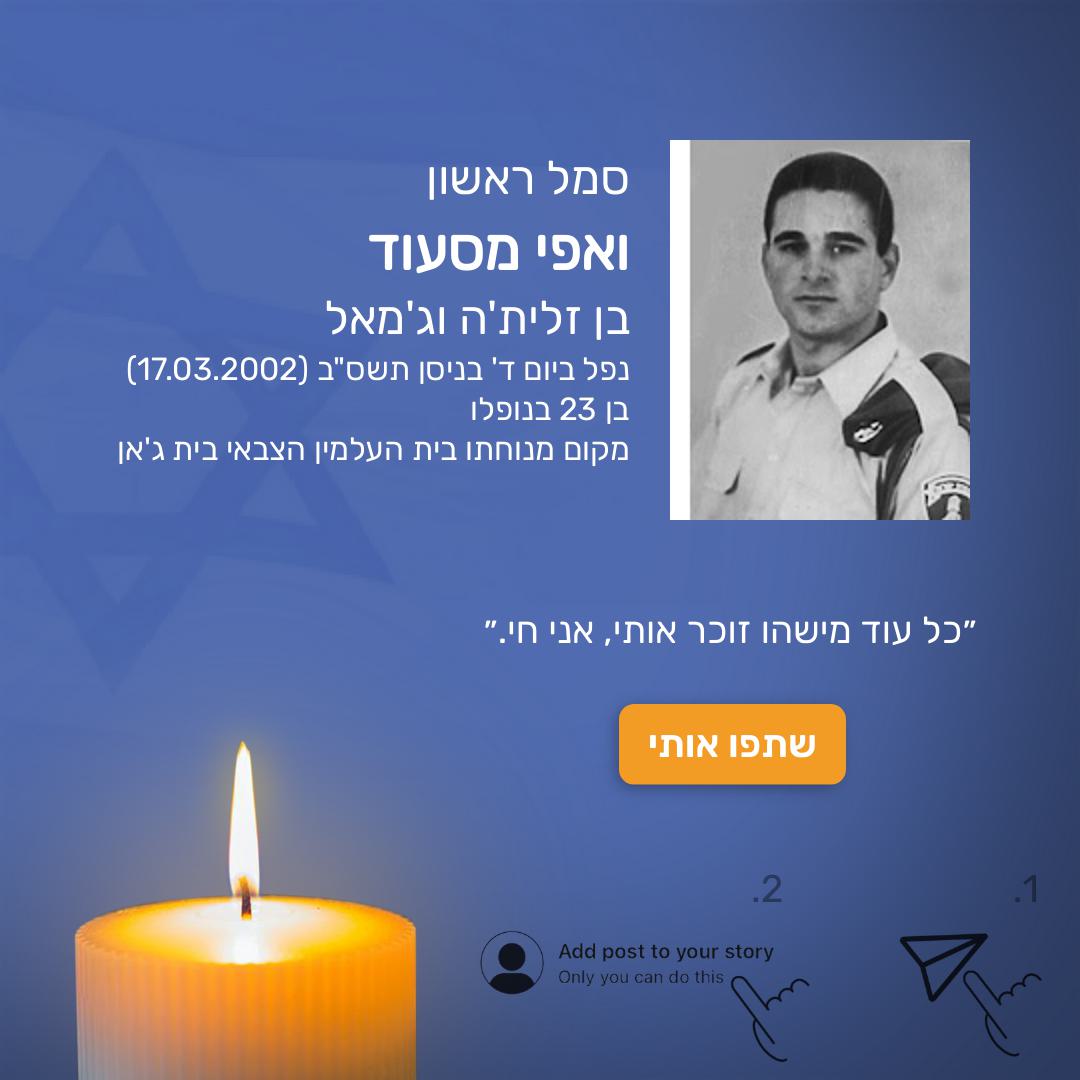 סמל ראשון
ואפי מסעוד
בן זלית'ה וג'מאל
נפל ביום ד' בניסן תשס"ב (17.03.2002)
בן 23 בנופלו
מקום מנוחתו בית העלמין הצבאי בית ג'אן
״כל עוד מישהו זוכר אותי, אני חי.״
שתפו אותי
.1
.2
Add post to your story
Only you can do this